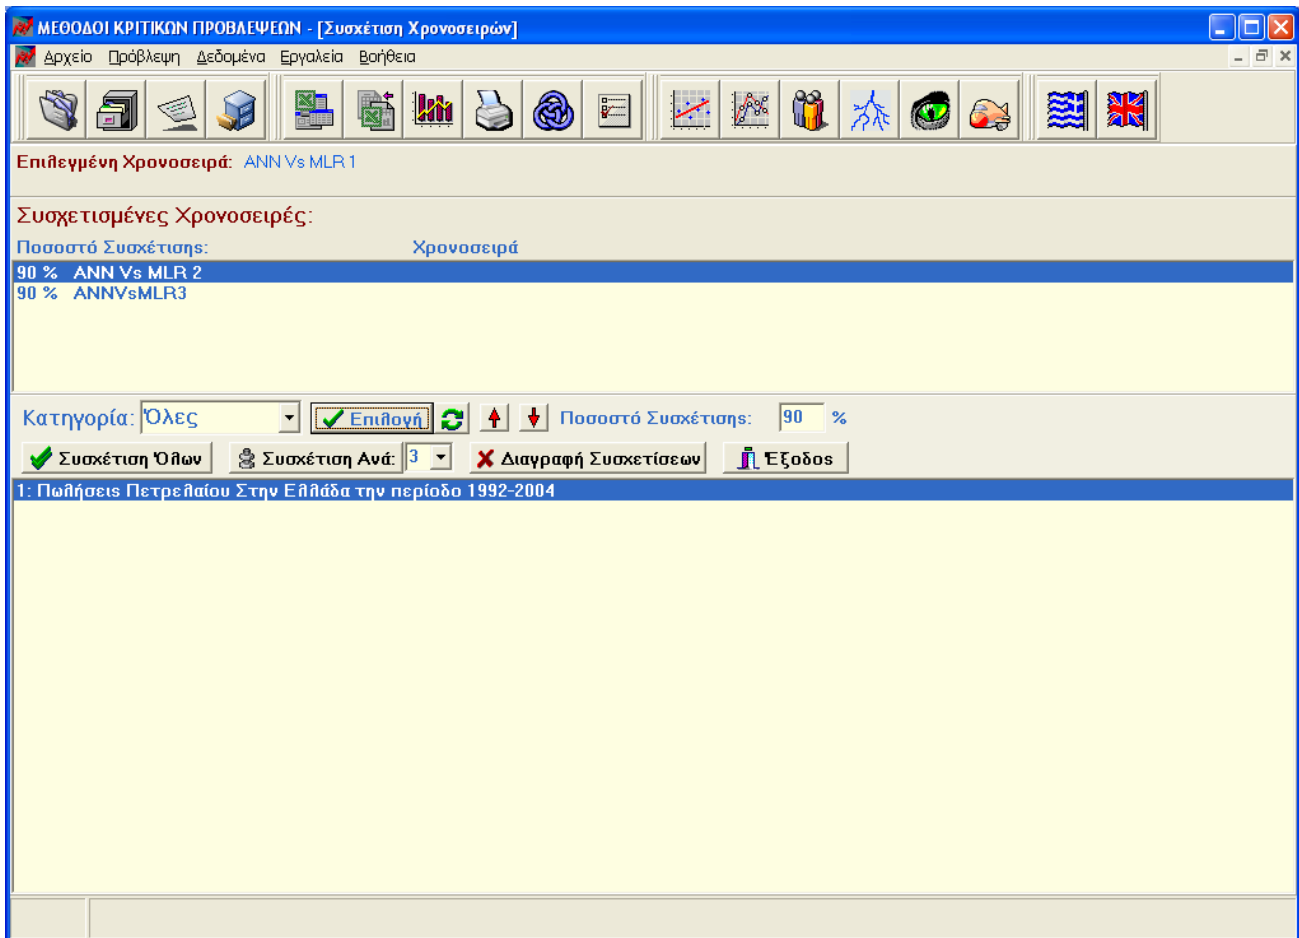 ΜΕΘΟΔΟΙ ΚΡΙΤΙΚΩΝ ΠΡΟΒΛΕΨΕΩΝ - [Συσχέτιση Χρονοσειρών]
Αρχείο Πρόβλεψη Δεδομένα Εργαλεία Βοήθεια
Επιλεγμένη Χρονοσειρά: ANN Vs MLR 1
Συσχετισμένες Χρονοσειρές:
Ποσοστό Συσχέτισης: Χρονοσειρά
90 % ANN Vs MLR 2
90 % ANNVsMLR3
Κατηγορία: Όλες Επιλογή Ποσοστό Συσχέτισης: 90 %
Συσχέτιση Όλων Συσχέτιση Ανά: 3 Διαγραφή Συσχετίσεων Έξοδος
1: Πωλήσεις Πετρελαίου Στην Ελλάδα την περίοδο 1992-2004